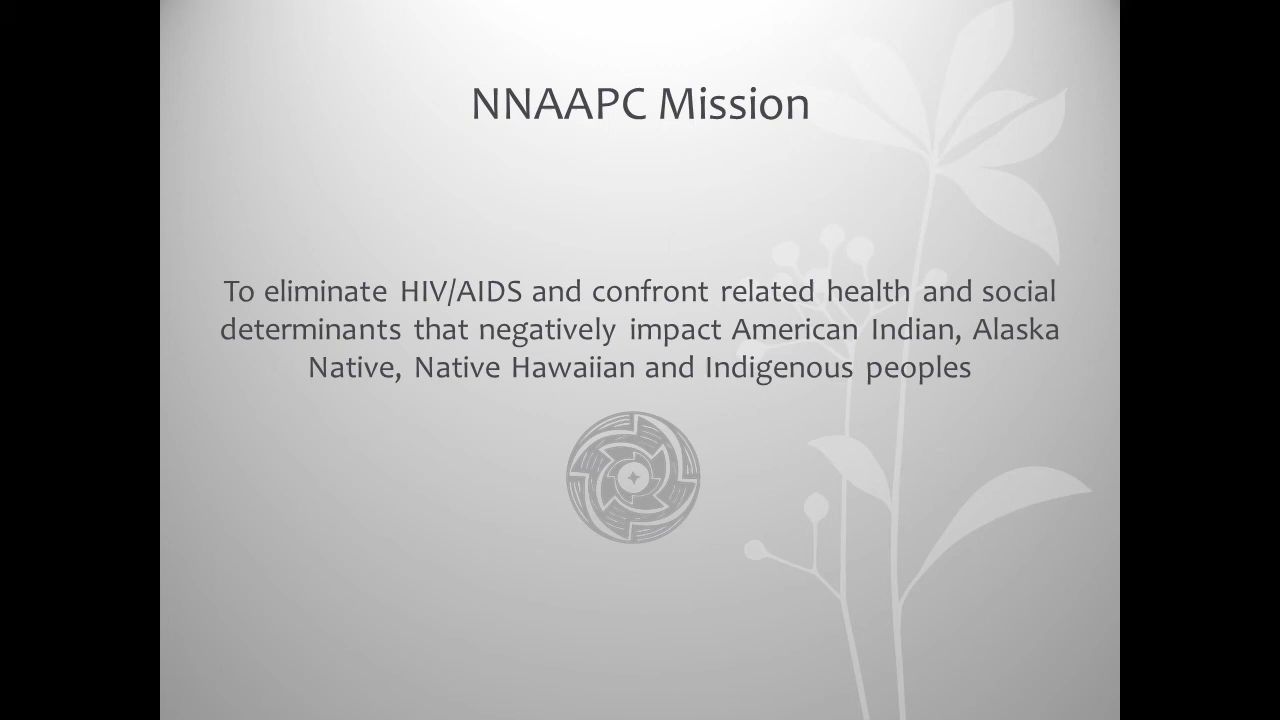 NNAAPC Mission
To eliminate HIV/AIDS and confront related health and social
determinants that negatively impact American Indian, Alaska
Native, Native Hawaiian and Indigenous peoples